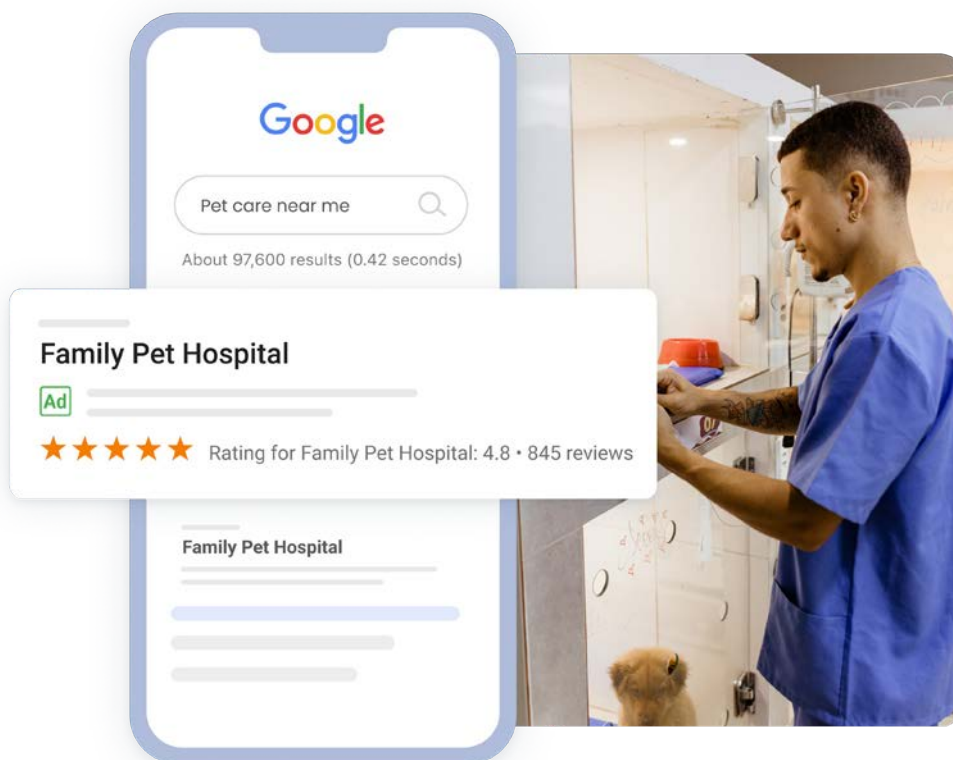 Google
Pet care near me
About 97,600 results (0.42 seconds)
Family Pet Hospital
Ad
Rating for Family Pet Hospital: 4.8 • 845 reviews
Family Pet Hospital